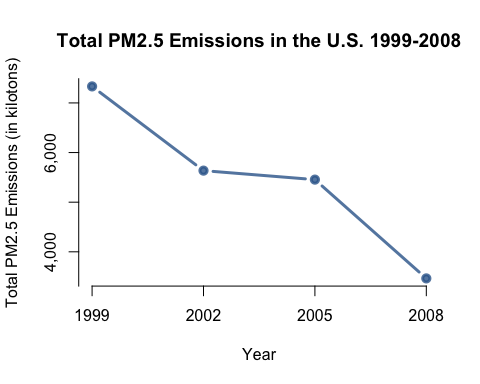 Total PM2.5 Emissions in the U.S. 1999-2008
Total PM2.5 Emissions (in kilotons)
6,000
4,000
1999 2002 2005 2008
Year